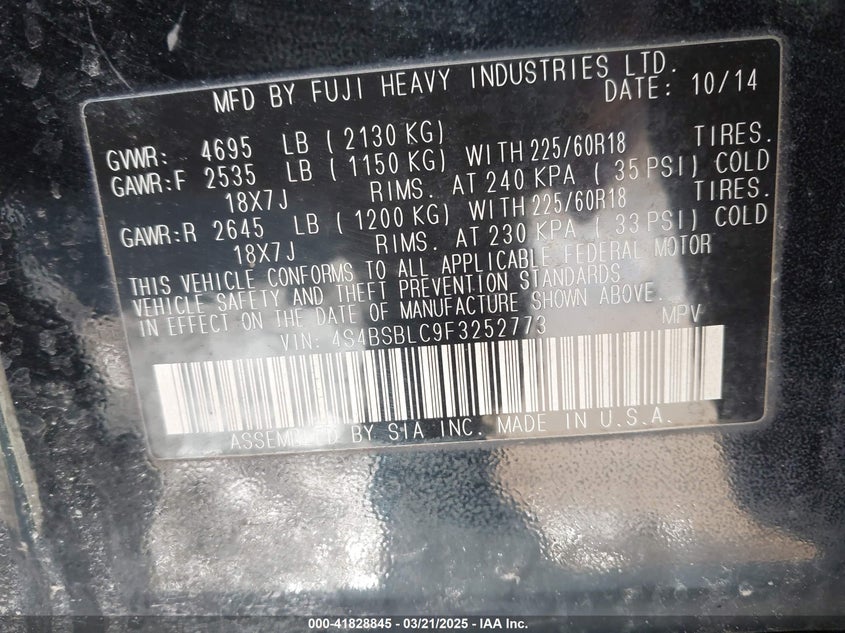 MFD BY FUJI HEAVY INDUSTRIES LTD.
DATE: 10/14
GVWR: 4695 LB ( 2130 KG)
GAWR:F 2535 LB ( 1150 KG) WITH 225/60R18 TIRES.
18X7J RIMS. AT 240 KPA ( 35 PSI) COLD
GAWR:R 2645 LB ( 1200 KG) WITH 225/60R18 TIRES.
18X7J RIMS. AT 230 KPA ( 33 PSI) COLD
THIS VEHICLE CONFORMS TO ALL APPLICABLE FEDERAL MOTOR
VEHICLE SAFETY AND THEFT PREVENTION STANDARDS
IN EFFECT ON THE DATE OF MANUFACTURE SHOWN ABOVE.
VIN: 4S4BSBLC9F3252773 MPV
ASSEMBLED BY SIA INC. MADE IN U.S.A.
000-41828845 — 03/21/2025 — IAA Inc.